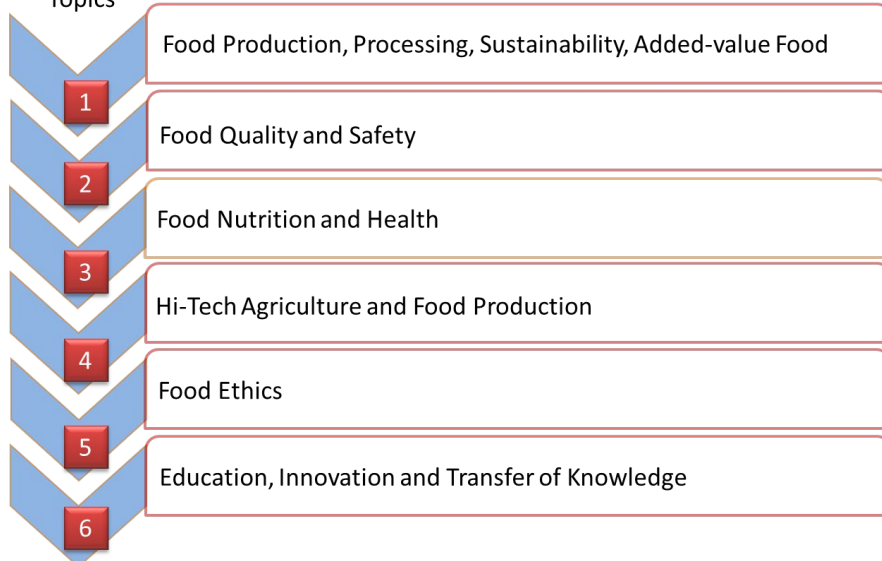 Topics
Food Production, Processing, Sustainability, Added-value Food
1
Food Quality and Safety
2
Food Nutrition and Health
3
Hi-Tech Agriculture and Food Production
4
Food Ethics
5
Education, Innovation and Transfer of Knowledge
6